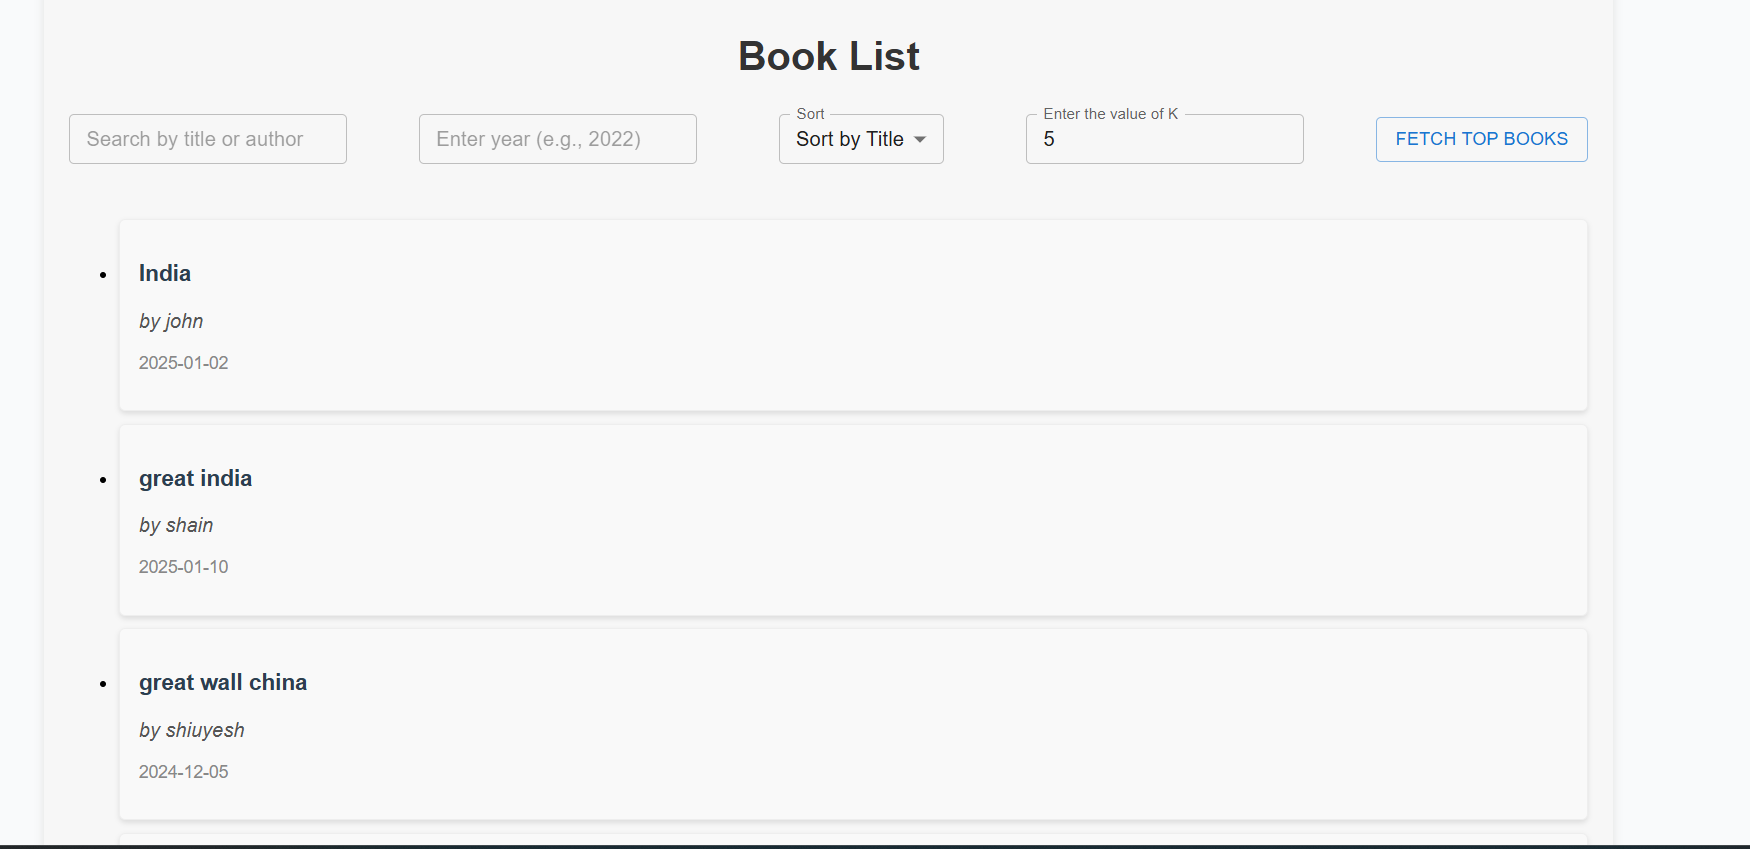 Book List
Search by title or author
Enter year (e.g., 2022)
Sort
Sort by Title
Enter the value of K
5
FETCH TOP BOOKS
India
by john
2025-01-02
great india
by shain
2025-01-10
great wall china
by shiuyesh
2024-12-05